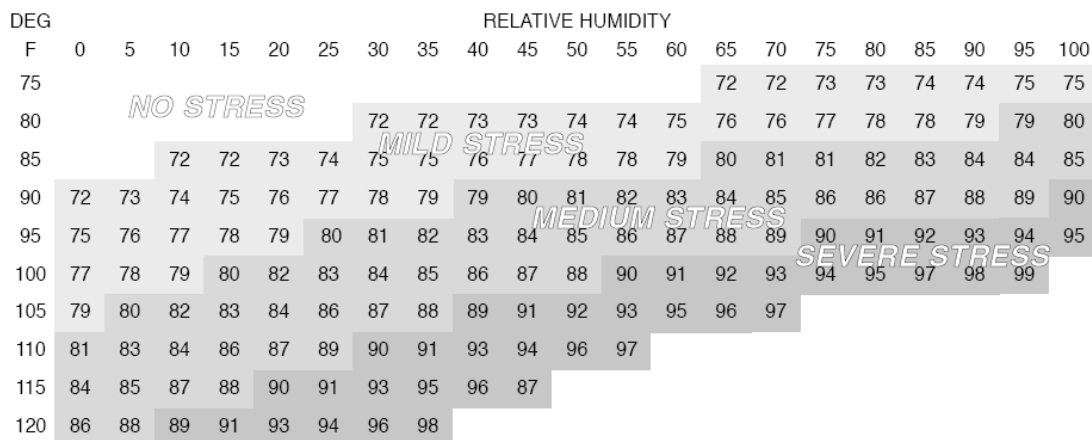 DEG RELATIVE HUMIDITY
F 0 5 10 15 20 25 30 35 40 45 50 55 60 65 70 75 80 85 90 95 100
75 72 72 73 73 74 74 75 75
NO STRESS
80 72 72 73 73 74 74 75 76 76 77 78 78 79 79 80
MILD STRESS
85 72 72 73 74 75 75 76 77 78 78 79 80 81 81 82 83 84 84 85
90 72 73 74 75 76 77 78 79 79 80 81 82 83 84 85 86 86 87 88 89 90
MEDIUM STRESS
95 75 76 77 78 79 80 81 82 83 84 85 86 87 88 89 90 91 92 93 94 95
SEVERE STRESS
100 77 78 79 80 82 83 84 85 86 87 88 90 91 92 93 94 95 97 98 99
105 79 80 82 83 84 86 87 88 89 91 92 93 95 96 97
110 81 83 84 86 87 89 90 91 93 94 96 97
115 84 85 87 88 90 91 93 95 96 87
120 86 88 89 91 93 94 96 98